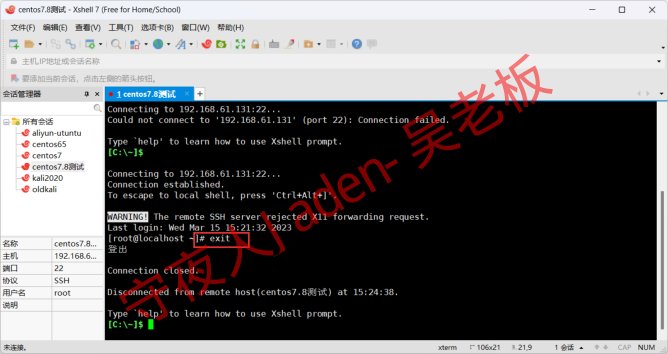 centos7.8测试 - Xshell 7 (Free for Home/School)
文件(F) 编辑(E) 查看(V) 工具(T) 选项卡(B) 窗口(W) 帮助(H)
主机,IP地址或会话名称
要添加当前会话，点击左侧的箭头按钮。
会话管理器
1 centos7.8测试
所有会话
aliyun-utuntu
centos65
centos7
centos7.8测试
kali2020
oldkali
名称 centos7.8...
主机 192.168.6...
端口 22
协议 SSH
用户名 root
说明
Connecting to 192.168.61.131:22...
Could not connect to '192.168.61.131' (port 22): Connection failed.
Type `help' to learn how to use Xshell prompt.
[C:\~]$
Connecting to 192.168.61.131:22...
Connection established.
To escape to local shell, press 'Ctrl+Alt+]'.
WARNING! The remote SSH server rejected X11 forwarding request.
Last login: Wed Mar 15 15:21:32 2023
[root@localhost ~]# exit
登出
Connection closed.
Disconnected from remote host(centos7.8测试) at 15:24:38.
Type `help' to learn how to use Xshell prompt.
[C:\~]$
守夜人Jaden-吴老板
未连接。 xterm 106x21 21,9 1 会话 CAP NUM